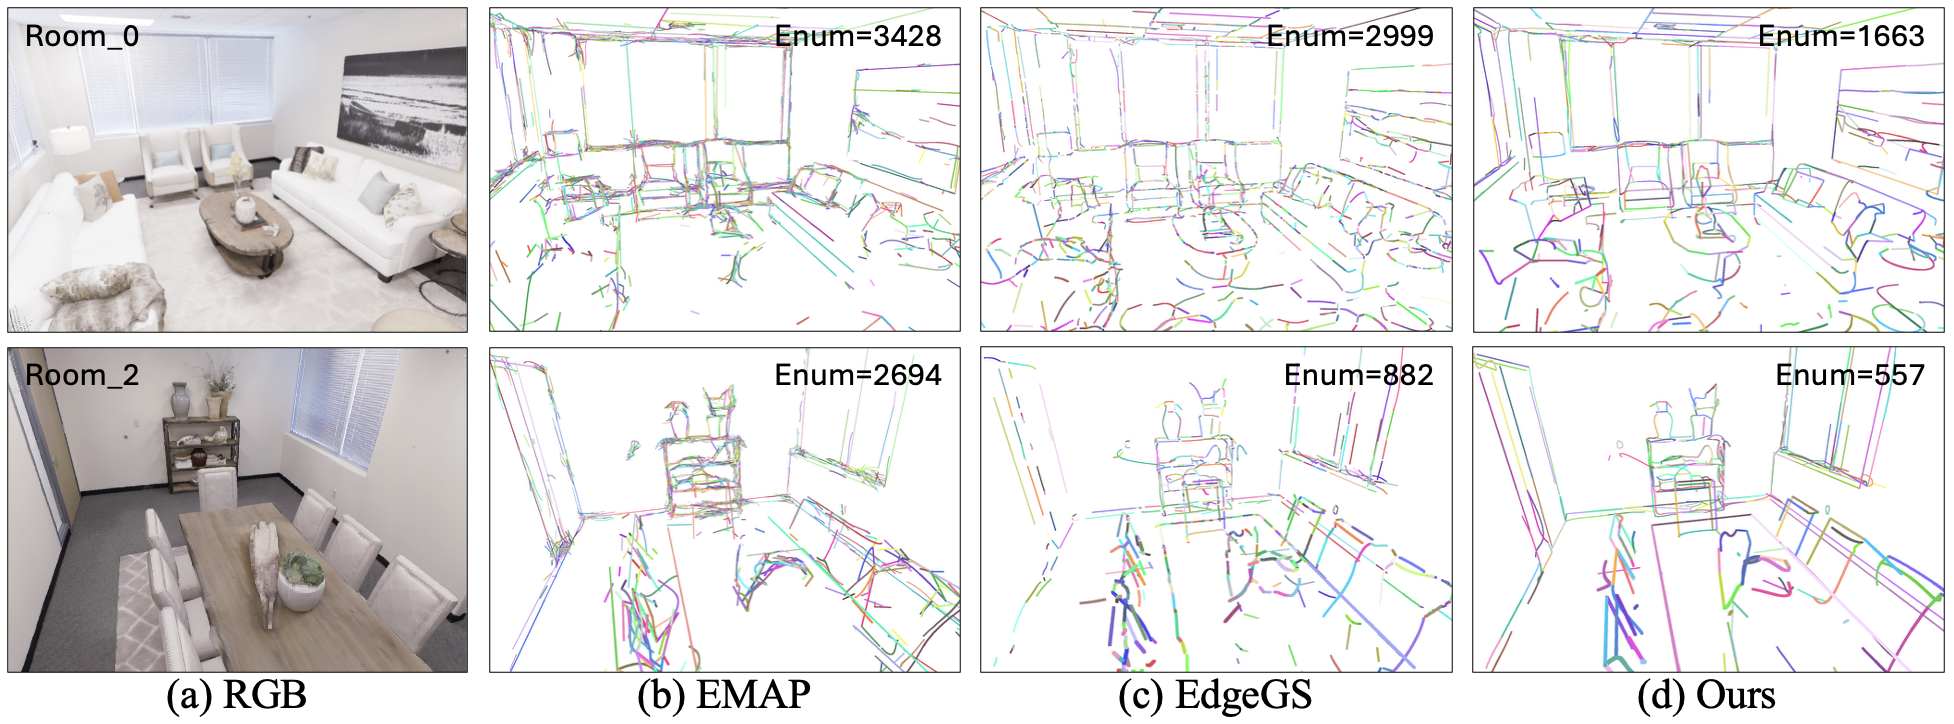 Room_0
Enum=3428
Enum=2999
Enum=1663
Room_2
Enum=2694
Enum=882
Enum=557
(a) RGB
(b) EMAP
(c) EdgeGS
(d) Ours